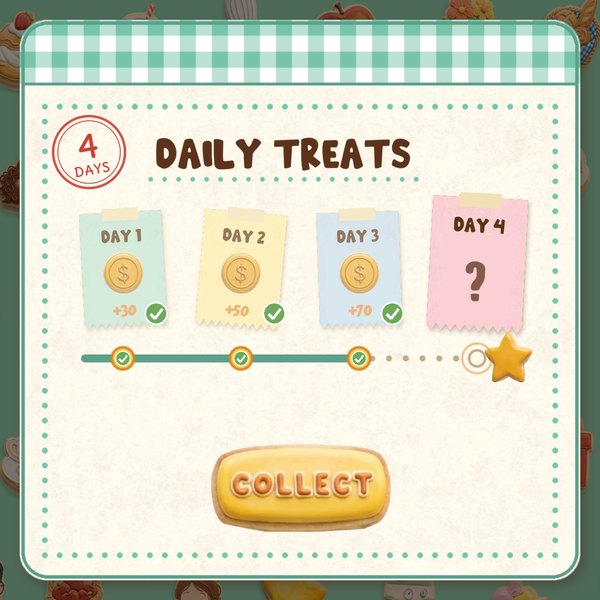 4
DAYS
DAILY TREATS
DAY 1
$
+30
DAY 2
$
+50
DAY 3
$
+70
DAY 4
?
COLLECT